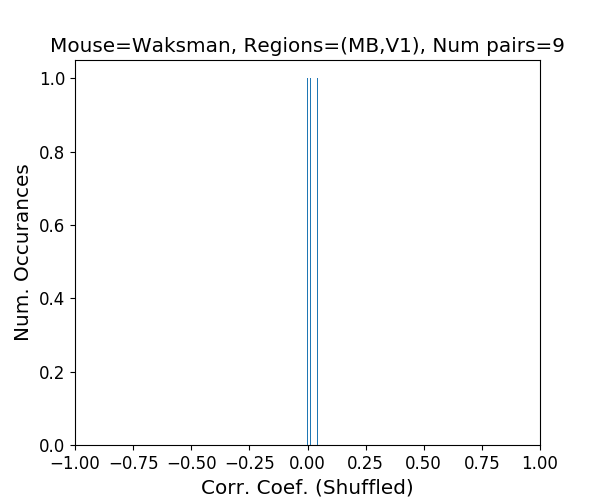 Mouse=Waksman, Regions=(MB,V1), Num pairs=9
Num. Occurances
1.0
0.8
0.6
0.4
0.2
0.0
−1.00 −0.75 −0.50 −0.25 0.00 0.25 0.50 0.75 1.00
Corr. Coef. (Shuffled)